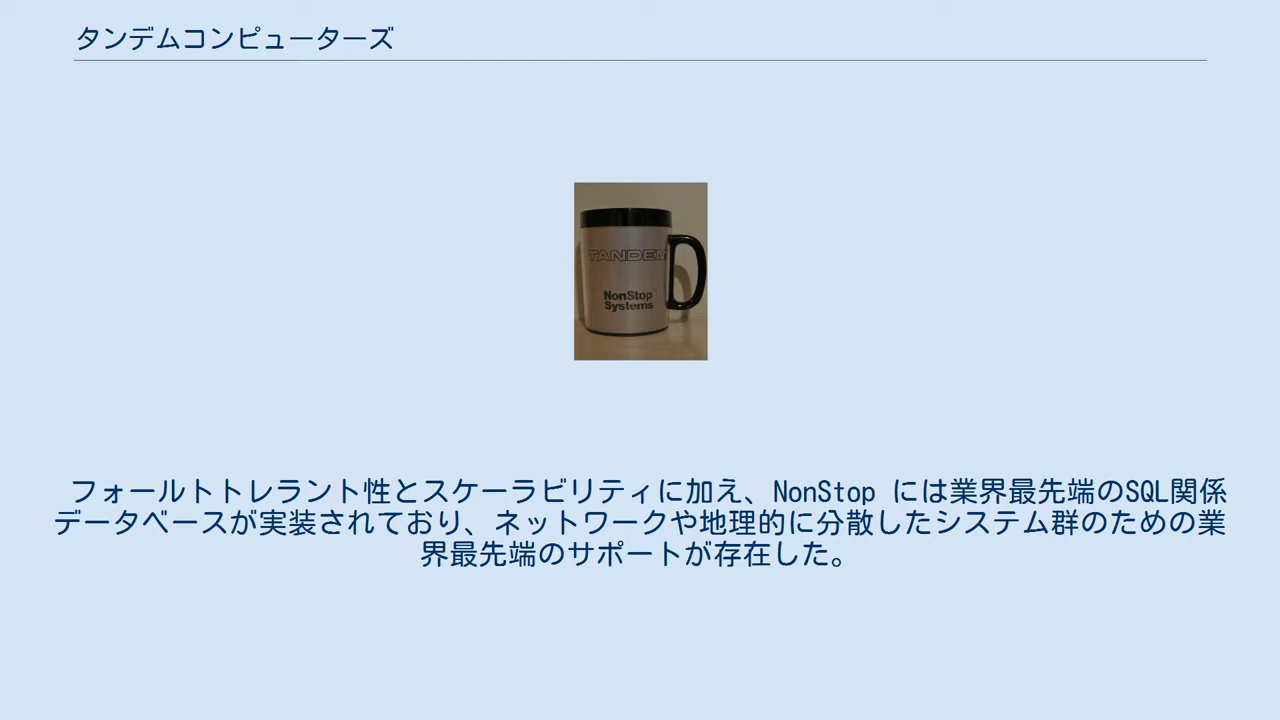 タンデムコンピューターズ
TANDEM
NonStop
Systems
フォールトトレラント性とスケーラビリティに加え、NonStop には業界最先端のSQL関係
データベースが実装されており、ネットワークや地理的に分散したシステム群のための業
界最先端のサポートが存在した。